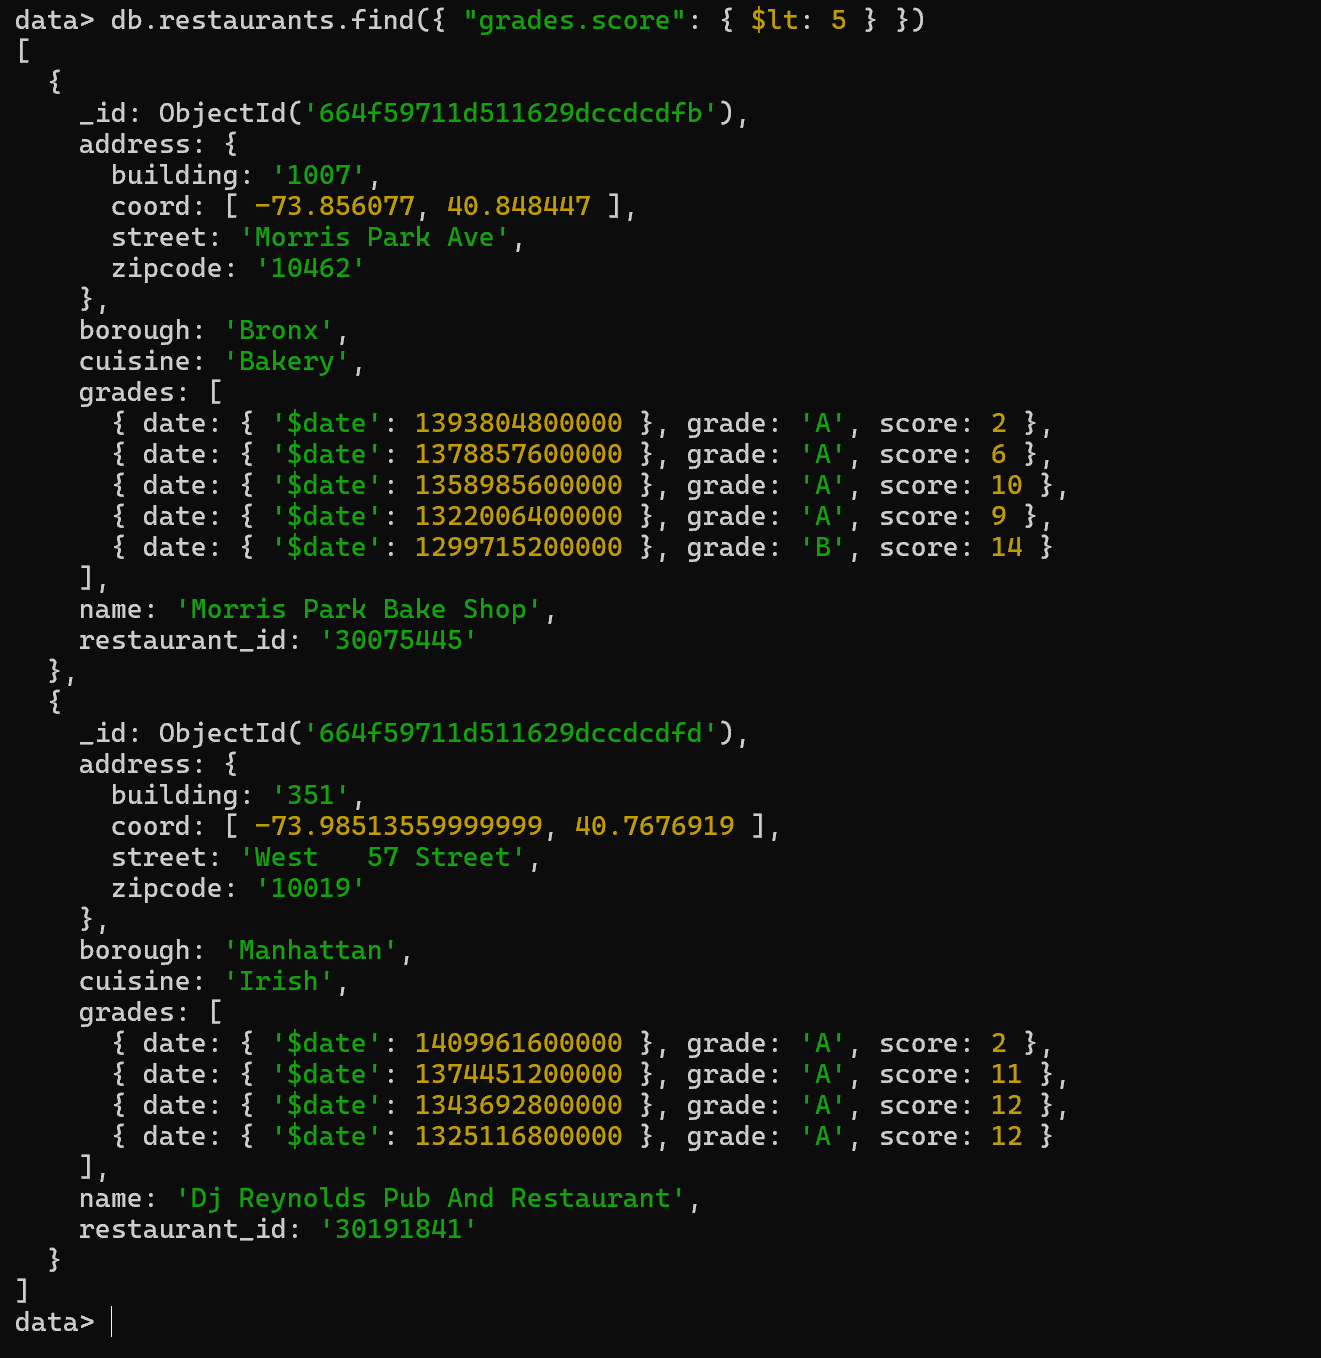 data> db.restaurants.find({ "grades.score": { $lt: 5 } })
[
  {
    _id: ObjectId('664f59711d511629dccdcdfb'),
    address: {
      building: '1007',
      coord: [ -73.856077, 40.848447 ],
      street: 'Morris Park Ave',
      zipcode: '10462'
    },
    borough: 'Bronx',
    cuisine: 'Bakery',
    grades: [
      { date: { '$date': 1393804800000 }, grade: 'A', score: 2 },
      { date: { '$date': 1378857600000 }, grade: 'A', score: 6 },
      { date: { '$date': 1358985600000 }, grade: 'A', score: 10 },
      { date: { '$date': 1322006400000 }, grade: 'A', score: 9 },
      { date: { '$date': 1299715200000 }, grade: 'B', score: 14 }
    ],
    name: 'Morris Park Bake Shop',
    restaurant_id: '30075445'
  },
  {
    _id: ObjectId('664f59711d511629dccdcdfd'),
    address: {
      building: '351',
      coord: [ -73.98513559999999, 40.7676919 ],
      street: 'West   57 Street',
      zipcode: '10019'
    },
    borough: 'Manhattan',
    cuisine: 'Irish',
    grades: [
      { date: { '$date': 1409961600000 }, grade: 'A', score: 2 },
      { date: { '$date': 1374451200000 }, grade: 'A', score: 11 },
      { date: { '$date': 1343692800000 }, grade: 'A', score: 12 },
      { date: { '$date': 1325116800000 }, grade: 'A', score: 12 }
    ],
    name: 'Dj Reynolds Pub And Restaurant',
    restaurant_id: '30191841'
  }
]
data>